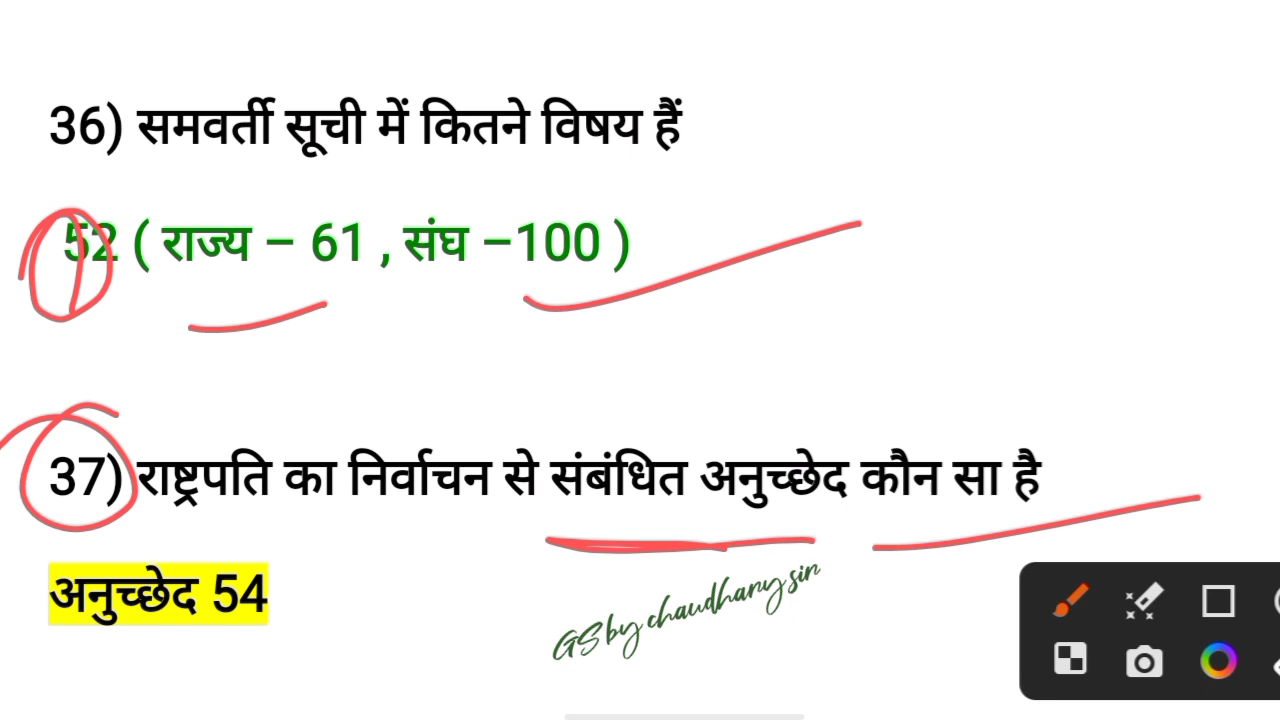 36) समवर्ती सूची में कितने विषय हैं
52 ( राज्य – 61 , संघ –100 )
37) राष्ट्रपति का निर्वाचन से संबंधित अनुच्छेद कौन सा है
अनुच्छेद 54
GS by chaudhary sir